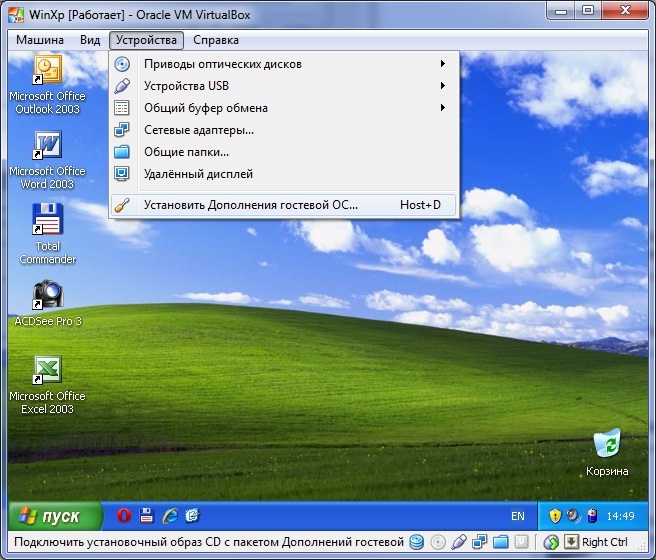 WinXp [Работает] - Oracle VM VirtualBox
Машина Вид Устройства Справка
Приводы оптических дисков
Устройства USB
Общий буфер обмена
Сетевые адаптеры...
Общие папки...
Удалённый дисплей
Установить Дополнения гостевой ОС... Host+D
Microsoft Office
Outlook 2003
Microsoft Office
Word 2003
Total
Commander
ACDSee Pro 3
Microsoft Office
Excel 2003
Корзина
пуск
EN
14:49
Подключить установочный образ CD с пакетом Дополнений гостевой
Right Ctrl